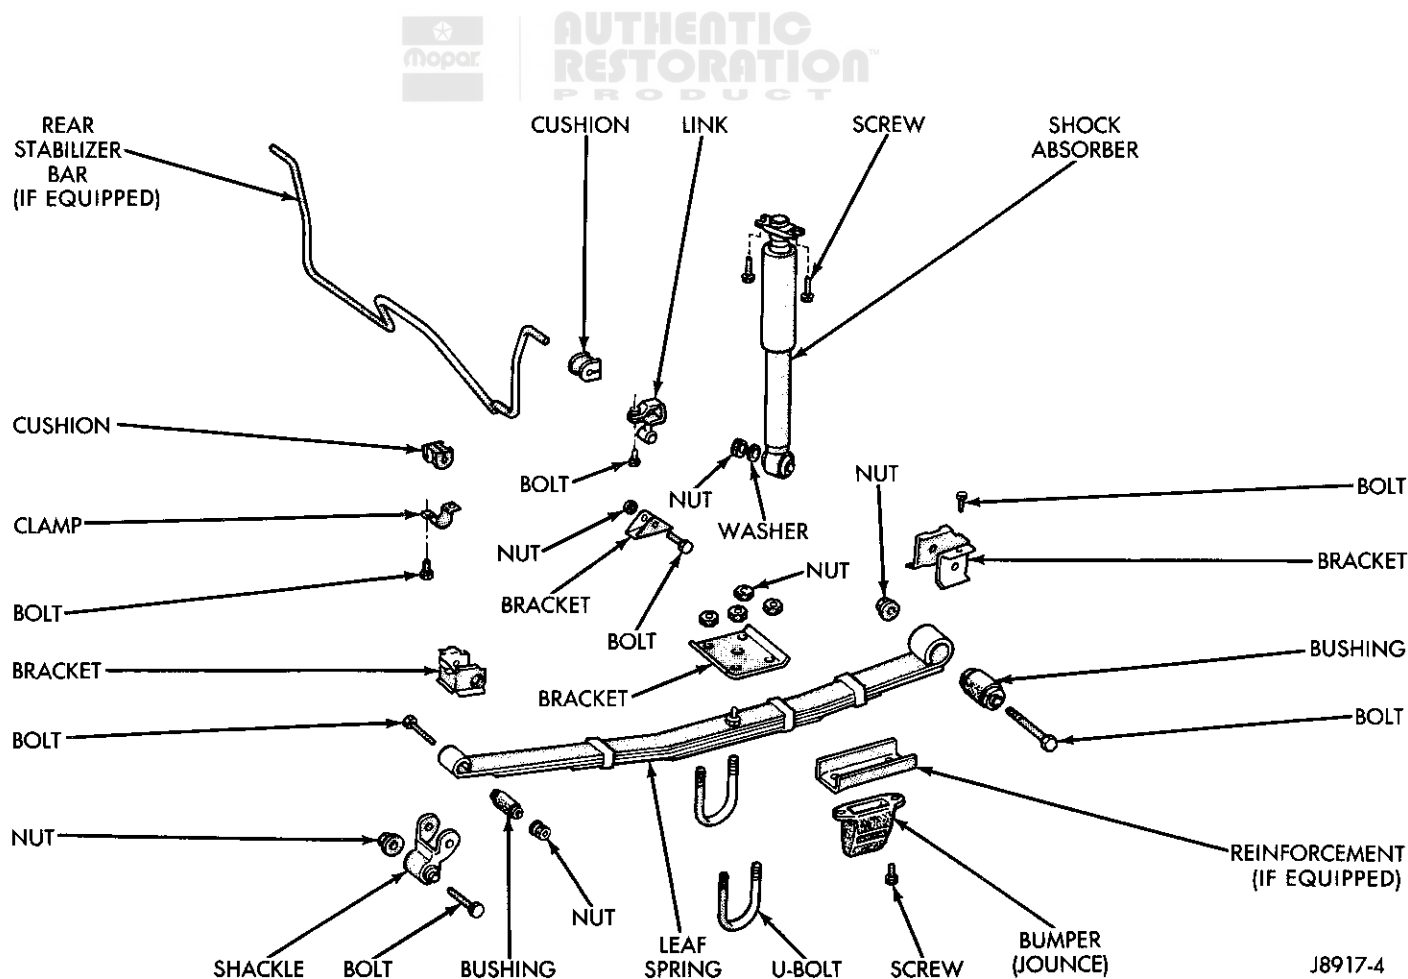 Mopar
AUTHENTIC
RESTORATION™
PRODUCT
REAR
STABILIZER
BAR
(IF EQUIPPED)
CUSHION
LINK
SCREW
SHOCK
ABSORBER
CUSHION
CLAMP
BOLT
BRACKET
BOLT
NUT
BOLT
NUT
WASHER
NUT
BRACKET
BOLT
NUT
BRACKET
NUT
BOLT
BRACKET
BUSHING
BOLT
REINFORCEMENT
(IF EQUIPPED)
SHACKLE
BOLT
BUSHING
NUT
LEAF
SPRING
U-BOLT
SCREW
BUMPER
(JOUNCE)
J8917-4